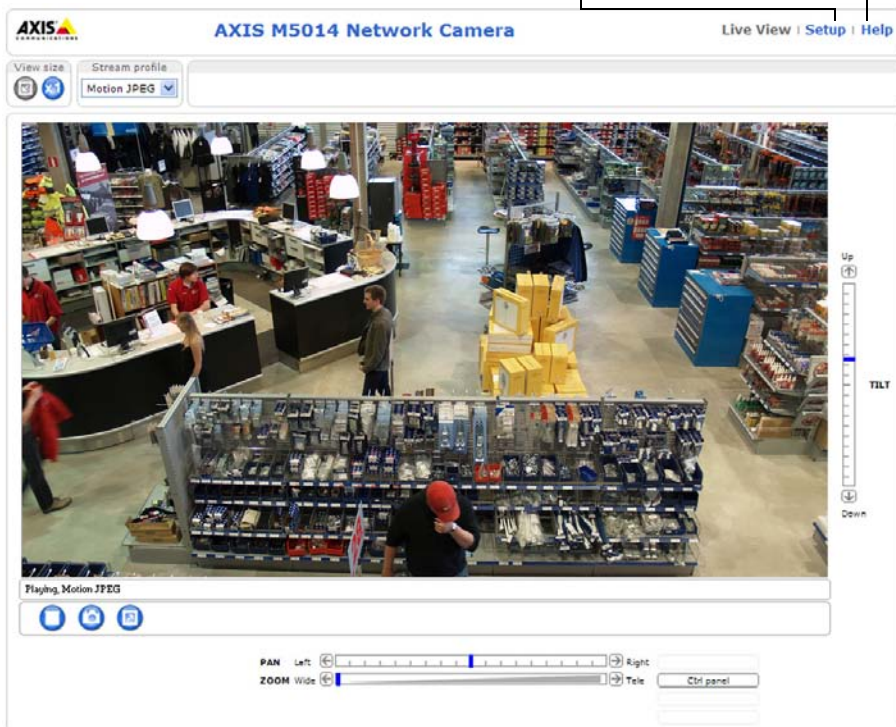 AXIS
COMMUNICATIONS
AXIS M5014 Network Camera
Live View | Setup | Help
View size
Stream profile
Motion JPEG
Up
TILT
Down
Playing, Motion JPEG
PAN Left Right
ZOOM Wide Tele
Ctrl panel